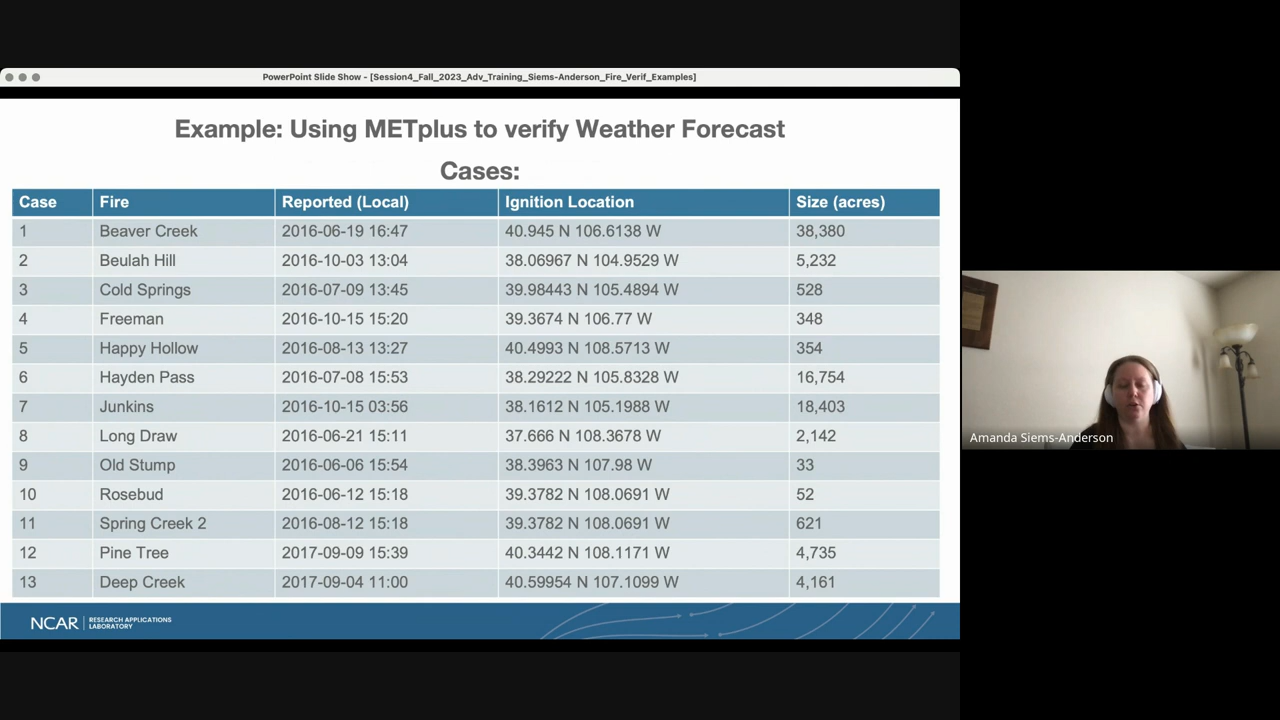 PowerPoint Slide Show - [Session4_Fall_2023_Adv_Training_Siems-Anderson_Fire_Verif_Examples]
Example: Using METplus to verify Weather Forecast
Cases:
Case Fire Reported (Local) Ignition Location Size (acres)
1 Beaver Creek 2016-06-19 16:47 40.945 N 106.6138 W 38,380
2 Beulah Hill 2016-10-03 13:04 38.06967 N 104.9529 W 5,232
3 Cold Springs 2016-07-09 13:45 39.98443 N 105.4894 W 528
4 Freeman 2016-10-15 15:20 39.3674 N 106.77 W 348
5 Happy Hollow 2016-08-13 13:27 40.4993 N 108.5713 W 354
6 Hayden Pass 2016-07-08 15:53 38.29222 N 105.8328 W 16,754
7 Junkins 2016-10-15 03:56 38.1612 N 105.1988 W 18,403
8 Long Draw 2016-06-21 15:11 37.666 N 108.3678 W 2,142
9 Old Stump 2016-06-06 15:54 38.3963 N 107.98 W 33
10 Rosebud 2016-06-12 15:18 39.3782 N 108.0691 W 52
11 Spring Creek 2 2016-08-12 15:18 39.3782 N 108.0691 W 621
12 Pine Tree 2017-09-09 15:39 40.3442 N 108.1171 W 4,735
13 Deep Creek 2017-09-04 11:00 40.59954 N 107.1099 W 4,161
NCAR RESEARCH APPLICATIONS
LABORATORY
Amanda Siems-Anderson